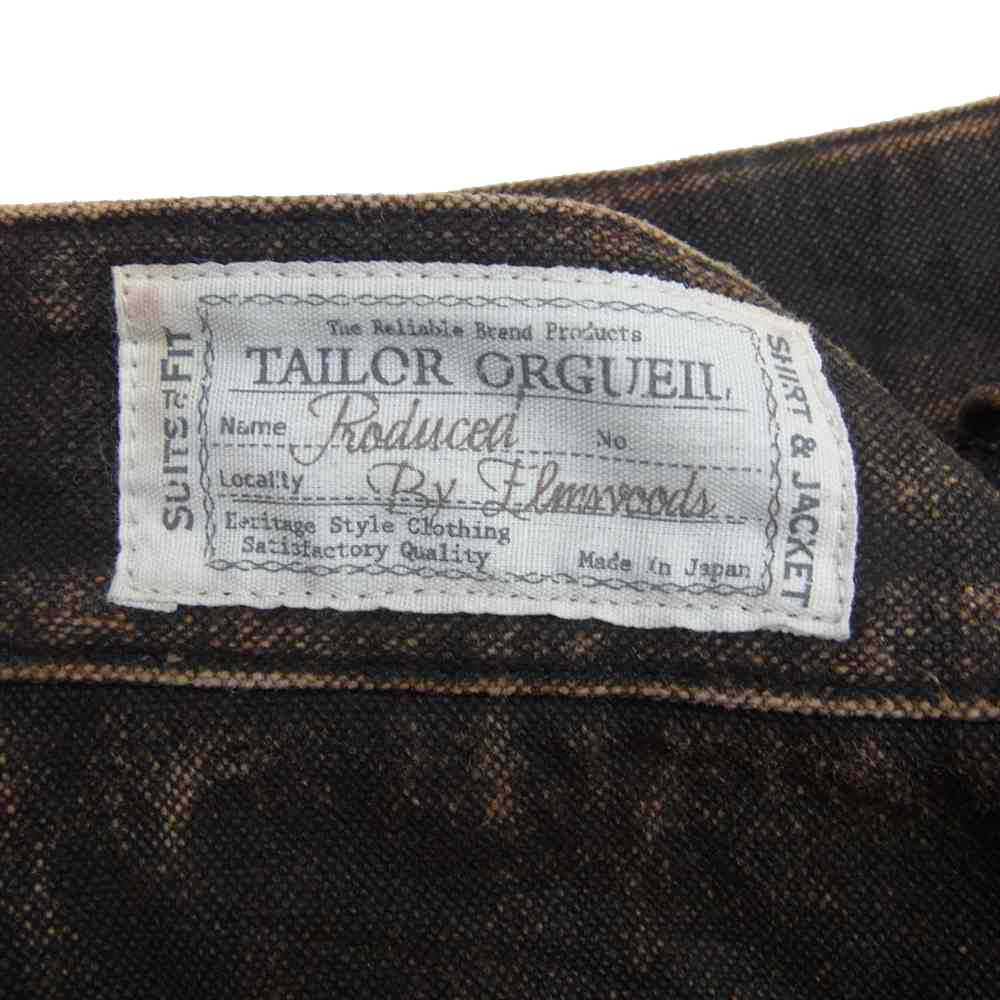 The Reliable Brand Products
TAILOR ORGUEIL
Name Produced No
Locality By Elmswoods
Heritage Style Clothing
Satisfactory Quality Made in Japan
SUITS & FIT
SHIRT & JACKET